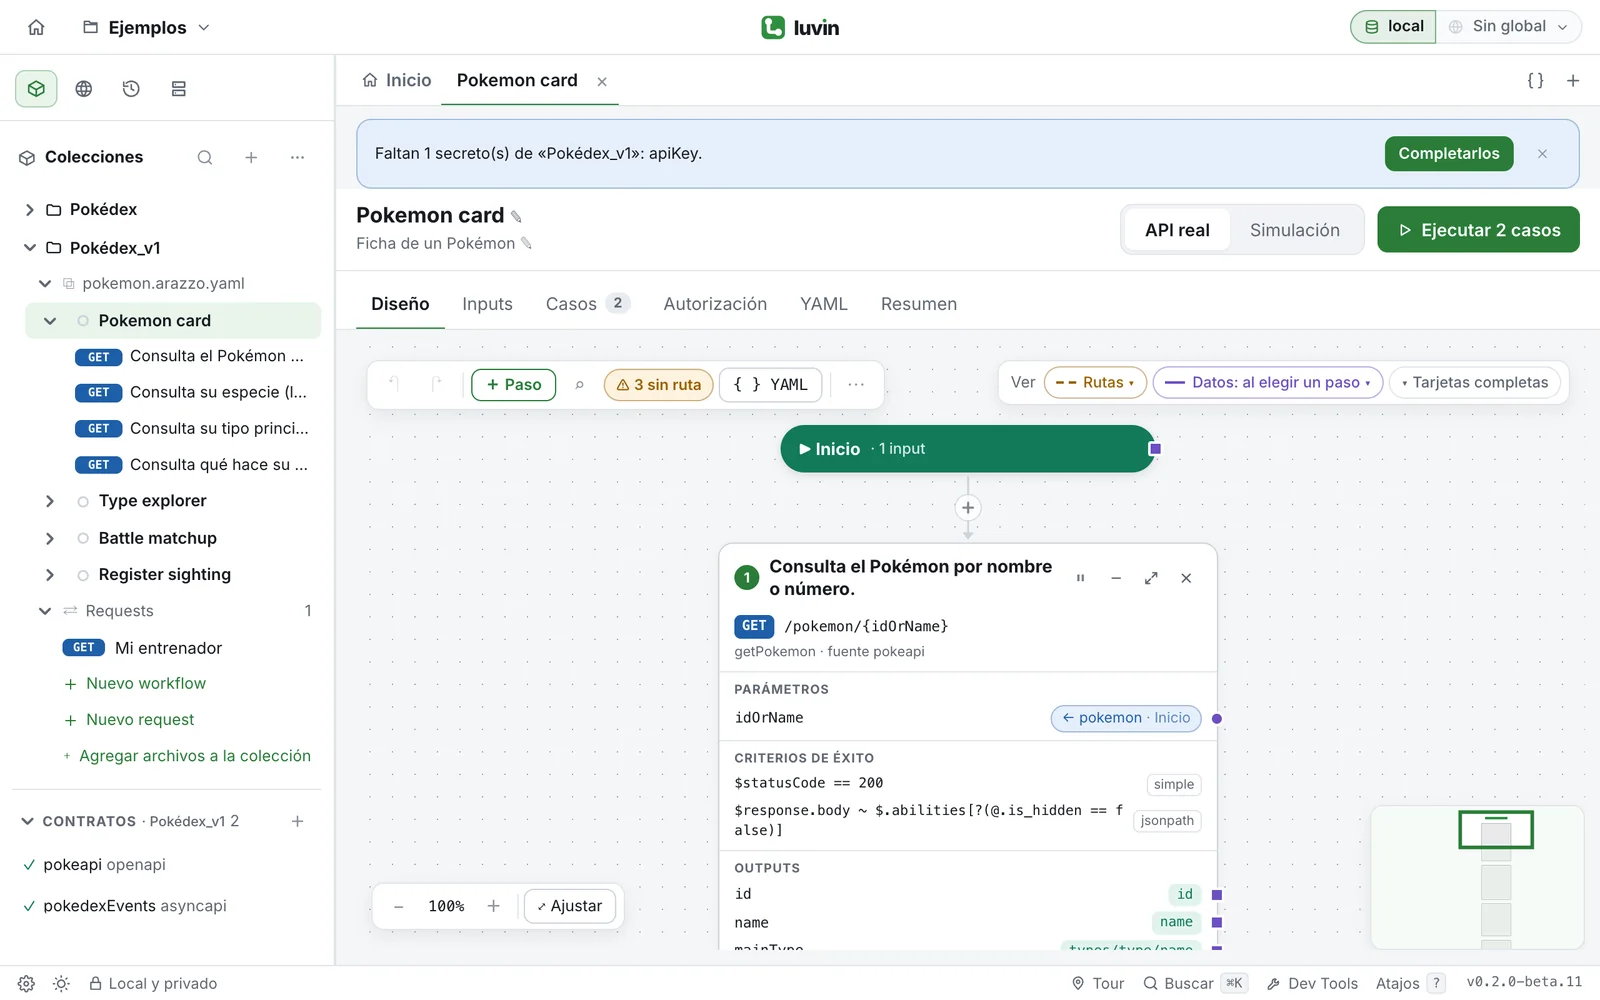 Ejemplos
luvin
local
Sin global
Inicio
Pokemon card
{ }
Colecciones
Faltan 1 secreto(s) de «Pokédex_v1»: apiKey.
Completarlos
Pokédex
Pokédex_v1
pokemon.arazzo.yaml
Pokemon card
GET Consulta el Pokémon ...
GET Consulta su especie (l...
GET Consulta su tipo princi...
GET Consulta qué hace su ...
Type explorer
Battle matchup
Register sighting
Requests 1
GET Mi entrenador
+ Nuevo workflow
+ Nuevo request
+ Agregar archivos a la colección
CONTRATOS · Pokédex_v1 2
pokeapi openapi
pokedexEvents asyncapi
Pokemon card
Ficha de un Pokémon
API real
Simulación
Ejecutar 2 casos
Diseño
Inputs
Casos 2
Autorización
YAML
Resumen
+ Paso
3 sin ruta
{ } YAML
...
Ver
Rutas
Datos: al elegir un paso
Tarjetas completas
Inicio · 1 input
1 Consulta el Pokémon por nombre
o número.
GET /pokemon/{idOrName}
getPokemon · fuente pokeapi
PARÁMETROS
idOrName ← pokemon · Inicio
CRITERIOS DE ÉXITO
$statusCode == 200 simple
$response.body ~ $.abilities[?(@.is_hidden == f
alse)] jsonpath
OUTPUTS
id id
name name
mainType types/type/name
− 100% +
Ajustar
Local y privado
Tour
Buscar ⌘K
Dev Tools
Atajos ?
v0.2.0-beta.11